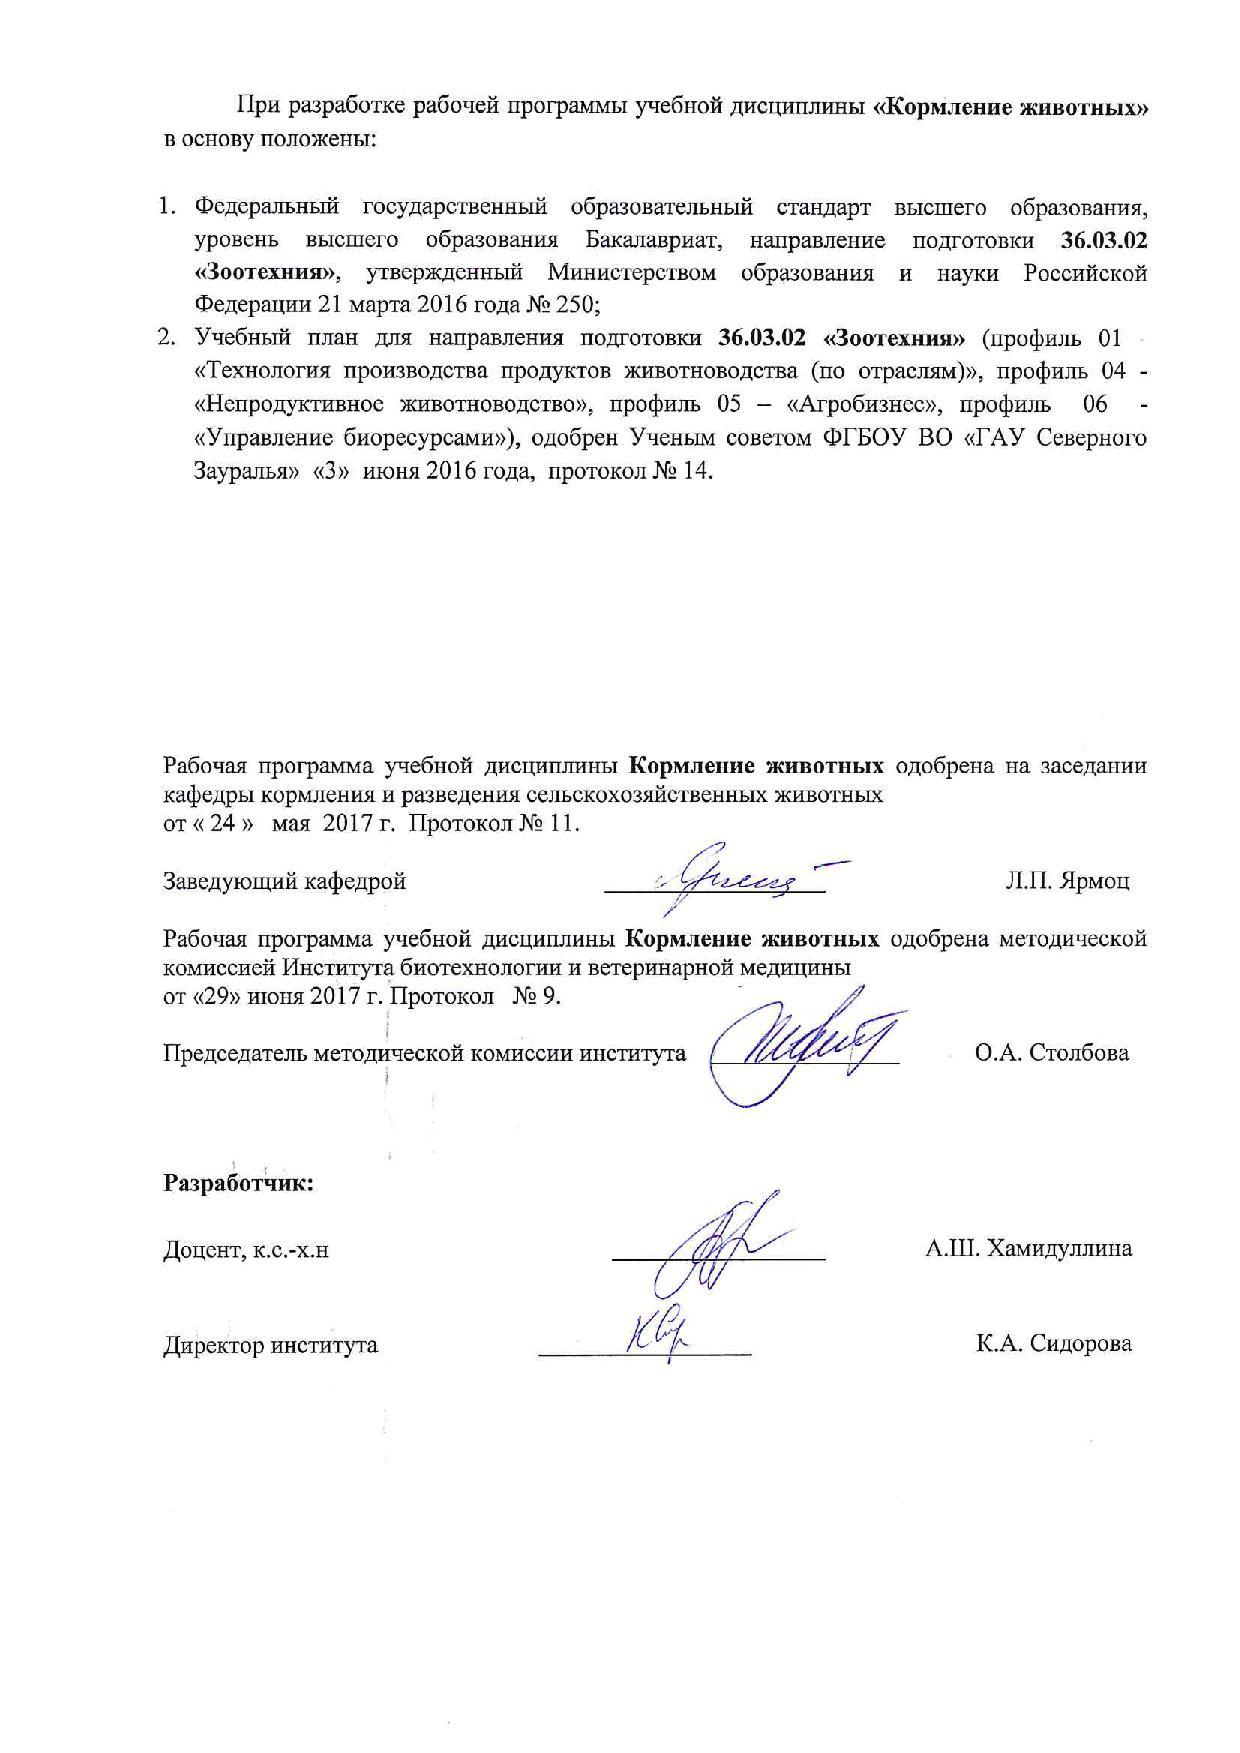 При разработке рабочей программы учебной дисциплины «Кормление животных»
в основу положены:
1. Федеральный государственный образовательный стандарт высшего образования,
уровень высшего образования Бакалавриат, направление подготовки 36.03.02
«Зоотехния», утвержденный Министерством образования и науки Российской
Федерации 21 марта 2016 года № 250;
2. Учебный план для направления подготовки 36.03.02 «Зоотехния» (профиль 01 -
«Технология производства продуктов животноводства (по отраслям)», профиль 04 -
«Непродуктивное животноводство», профиль 05 – «Агробизнес», профиль 06 -
«Управление биоресурсами»), одобрен Ученым советом ФГБОУ ВО «ГАУ Северного
Зауралья» «3» июня 2016 года, протокол № 14.
Рабочая программа учебной дисциплины Кормление животных одобрена на заседании
кафедры кормления и разведения сельскохозяйственных животных
от « 24 » мая 2017 г. Протокол № 11.
Заведующий кафедрой Л.П. Ярмоц
Рабочая программа учебной дисциплины Кормление животных одобрена методической
комиссией Института биотехнологии и ветеринарной медицины
от «29» июня 2017 г. Протокол № 9.
Председатель методической комиссии института О.А. Столбова
Разработчик:
Доцент, к.с.-х.н А.Ш. Хамидуллина
Директор института К.А. Сидорова